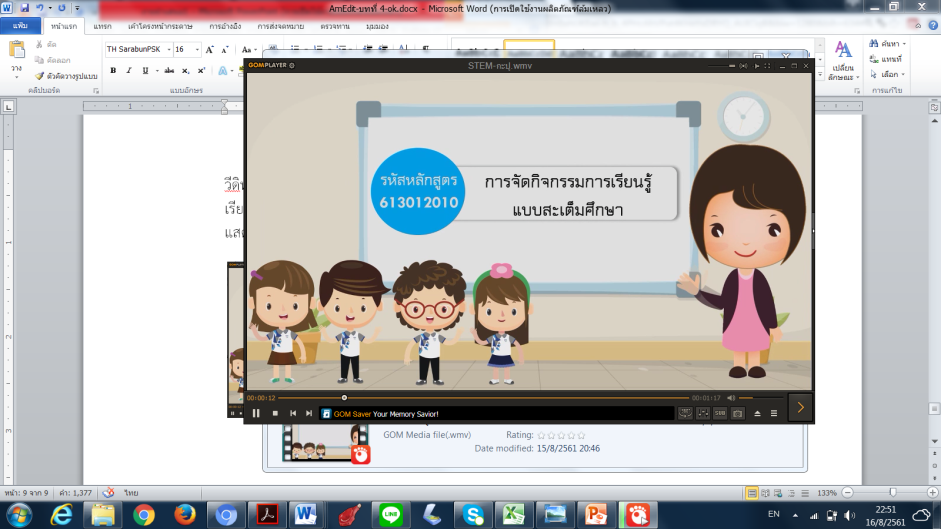 AmEdt-บทที่ 4-ok.docx - Microsoft Word (การเปิดใช้งานผลิตภัณฑ์ล้มเหลว)
แฟ้ม หน้าแรก แทรก เค้าโครงหน้ากระดาษ การอ้างอิง การส่งจดหมาย ตรวจทาน มุมมอง
วาง
ตัด
คัดลอก
ตัวคัดวางรูปแบบ
คลิปบอร์ด
TH SarabunPSK 16
แบบอักษร
เปลี่ยน
ลักษณะ
ค้นหา
แทนที่
เลือก
การแก้ไข
GOMPLAYER
STEM-ทะปุ.wmv
รหัสหลักสูตร
613012010
การจัดกิจกรรมการเรียนรู้
แบบสะเต็มศึกษา
00:00:12
00:01:17
GOM Saver Your Memory Savior!
GOM Media file(.wmv)
Rating:
Date modified: 15/8/2561 20:46
หน้า: 9 จาก 9 คำ: 1,377 ไทย
133%
EN
22:51
16/8/2561